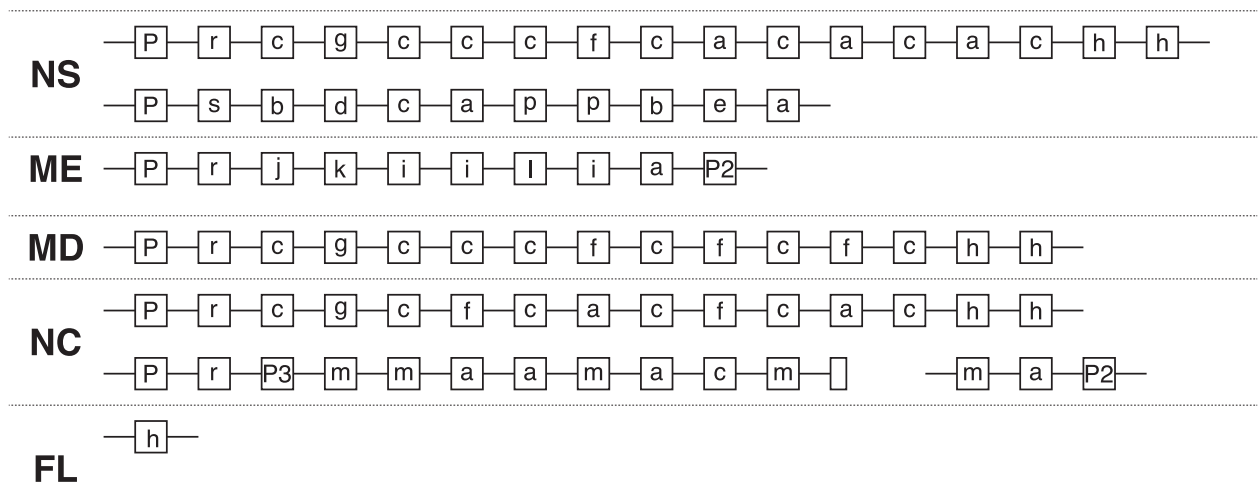 NS
P r c g c c c f c a c a c a c h h
P s b d c a p p b e a
ME
P r j k i i l i a P2
MD
P r c g c c c f c f c f c h h
NC
P r c g c f c a c f c a c h h
P r P3 m m a a m a c m m a P2
FL
h